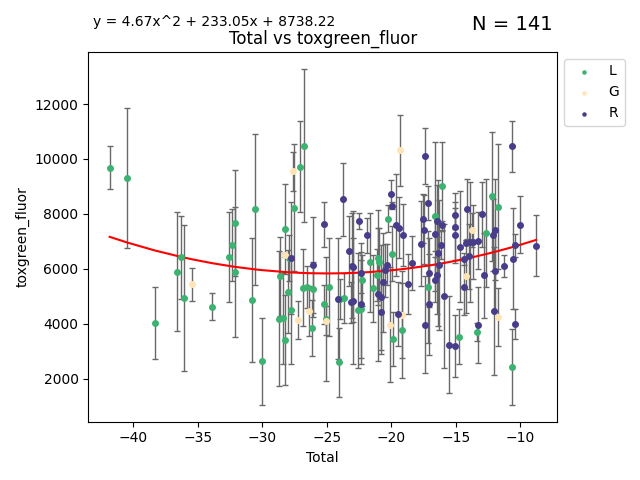 y = 4.67x^2 + 233.05x + 8738.22
N = 141
Total vs toxgreen_fluor
L
G
R
12000
10000
8000
6000
4000
2000
toxgreen_fluor
−40
−35
−30
−25
−20
−15
−10
Total